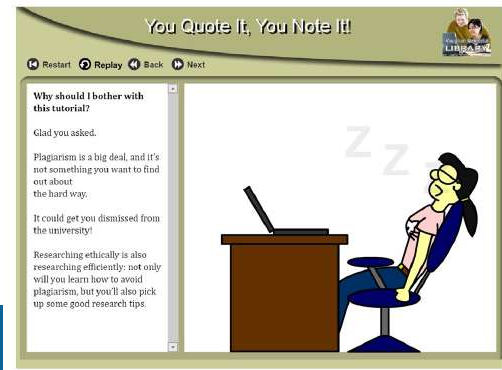 You Quote It, You Note It!
LIBRARY
Restart Replay Back Next
Why should I bother with
this tutorial?
Glad you asked.
Plagiarism is a big deal, and it's
not something you want to find
out about
the hard way.
It could get you dismissed from
the university!
Researching ethically is also
researching efficiently: not only
will you learn how to avoid
plagiarism, but you'll also pick
up some good research tips.
Z
Z